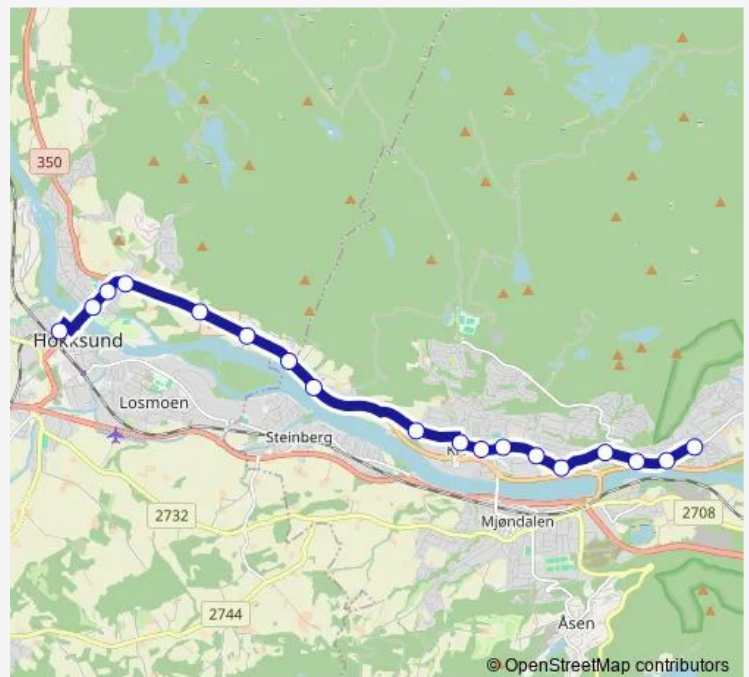 350
Hokksund
Losmoen
Steinberg
2732
Mjøndalen
2708
2744
Åsen
© OpenStreetMap contributors